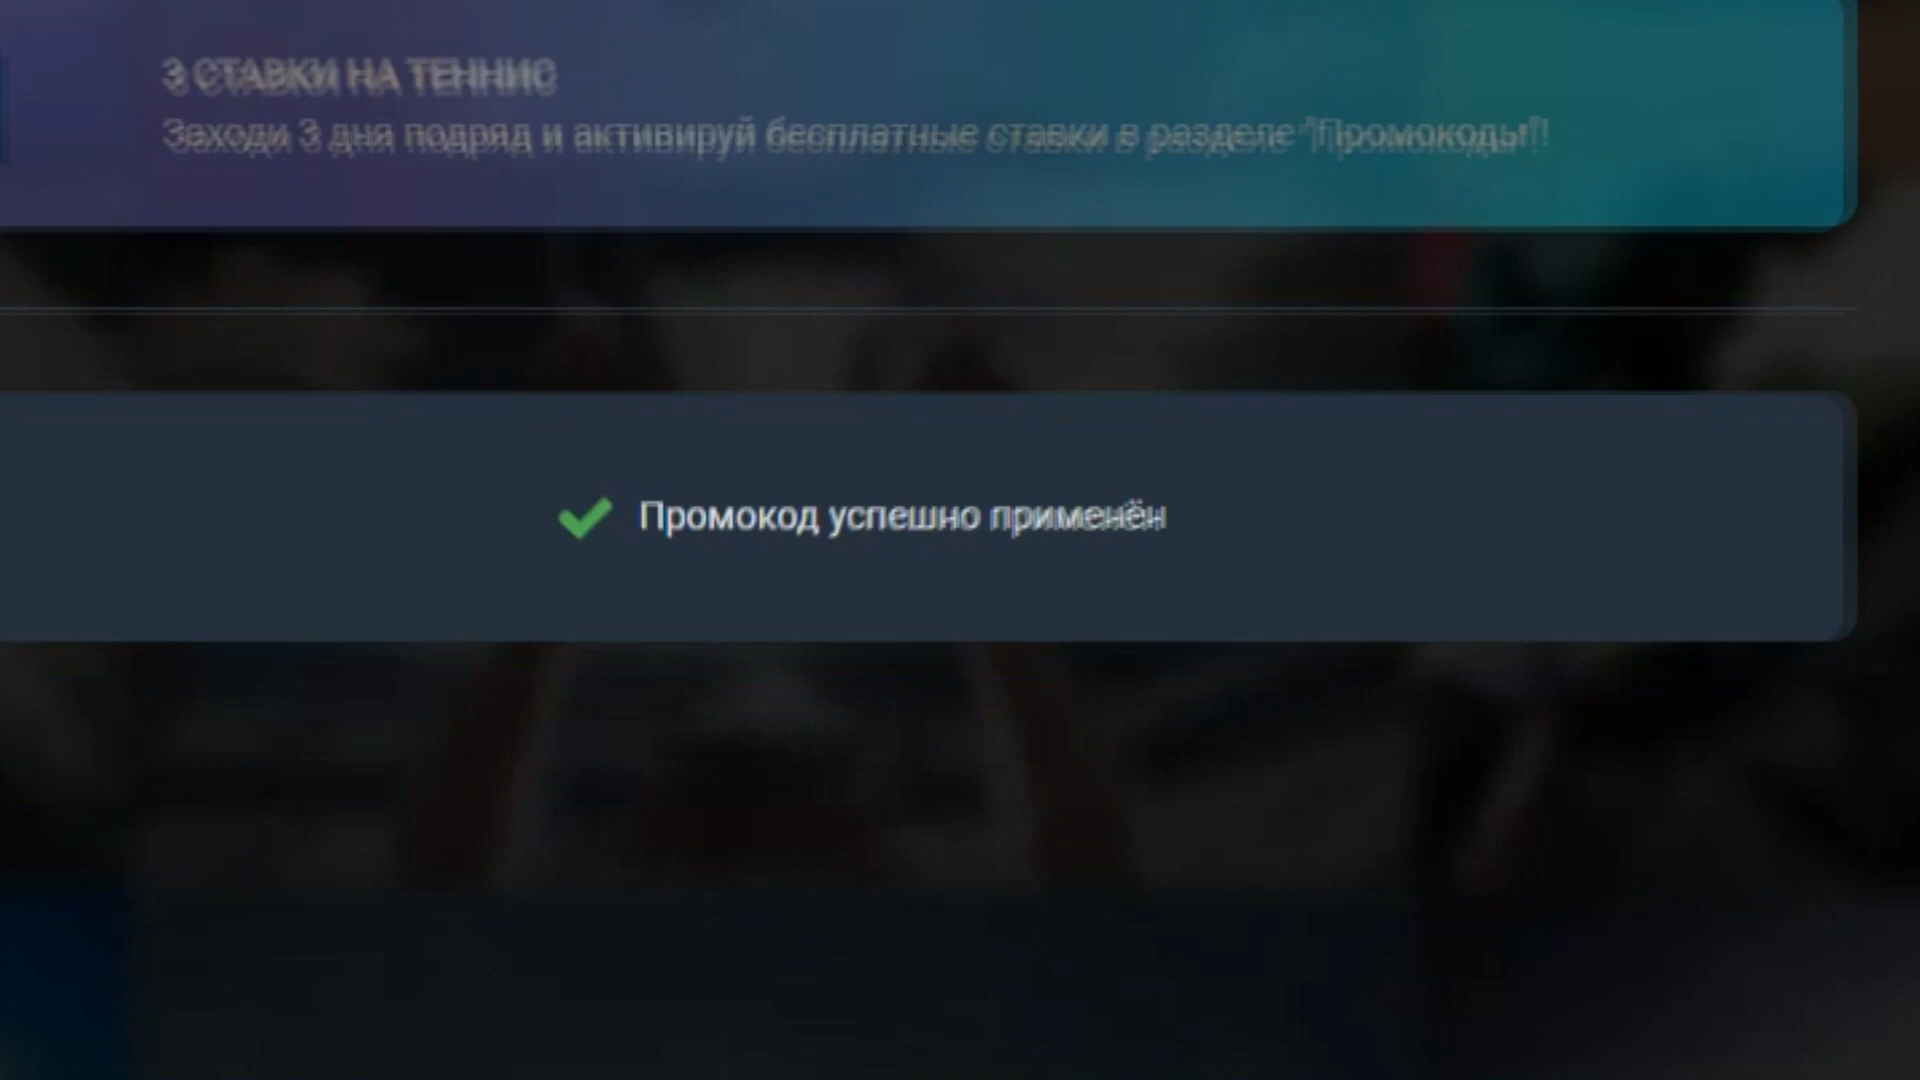 3 СТАВКИ НА ТЕННИС
Заходи 3 дня подряд и активируй бесплатные ставки в разделе "Промокоды"!
Промокод успешно применён